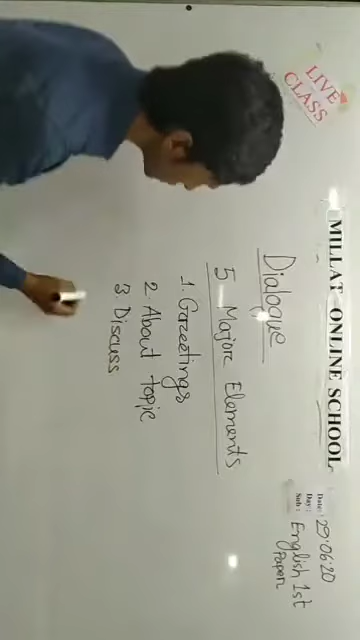 LIVE
CLASS
MILLAT ONLINE SCHOOL
Date: 29.06.20
Day:
Sub: English 1st
Paper
Dialogue
5 Major Elements
1. Greetings
2. About topic
3. Discuss